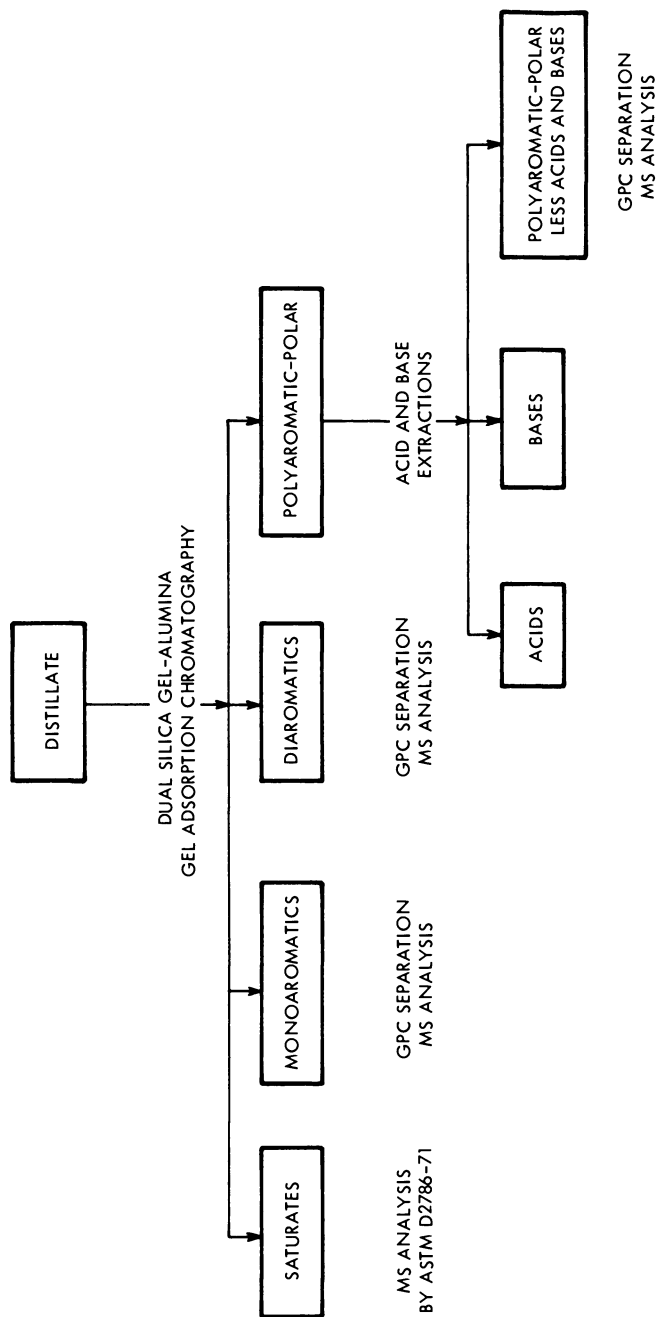 DISTILLATE
DUAL SILICA GEL-ALUMINA
GEL ADSORPTION CHROMATOGRAPHY
SATURATES
MONOAROMATICS
DIAROMATICS
POLYAROMATIC-POLAR
MS ANALYSIS
BY ASTM D2786-71
GPC SEPARATION
MS ANALYSIS
GPC SEPARATION
MS ANALYSIS
ACID AND BASE
EXTRACTIONS
ACIDS
BASES
POLYAROMATIC-POLAR
LESS ACIDS AND BASES
GPC SEPARATION
MS ANALYSIS